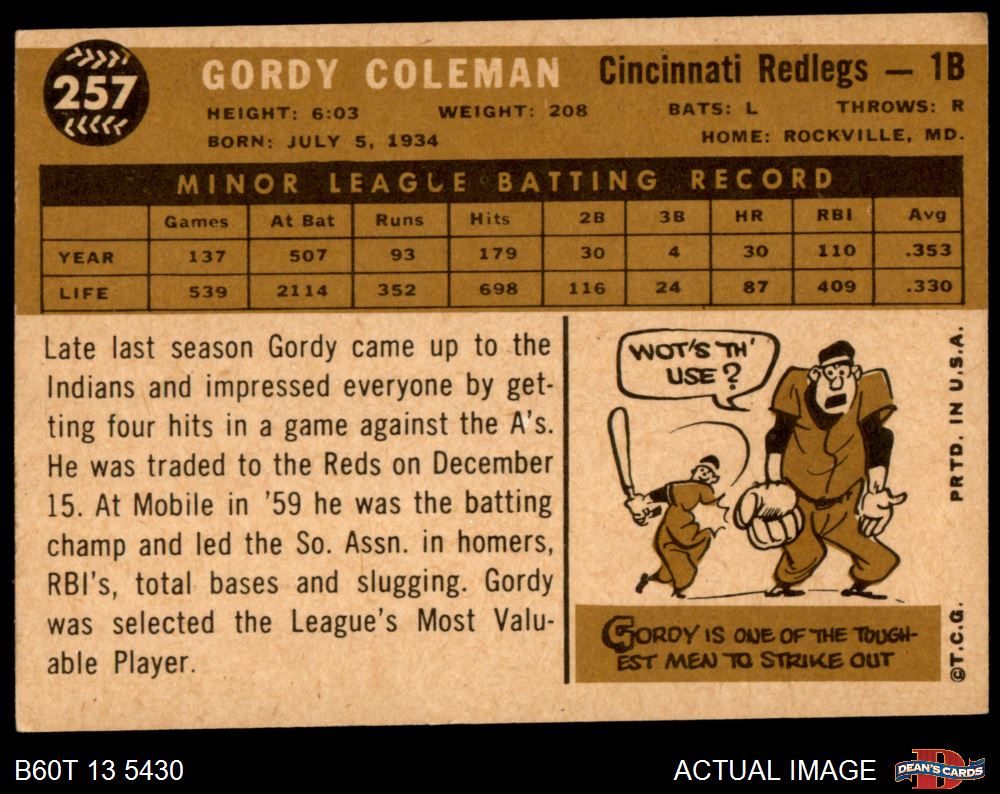 257
GORDY COLEMAN Cincinnati Redlegs — 1B
HEIGHT: 6:03 WEIGHT: 208 BATS: L THROWS: R
BORN: JULY 5, 1934 HOME: ROCKVILLE, MD.
MINOR LEAGUE BATTING RECORD
Games At Bat Runs Hits 2B 3B HR RBI Avg
YEAR 137 507 93 179 30 4 30 110 .353
LIFE 539 2114 352 698 116 24 87 409 .330
Late last season Gordy came up to the
Indians and impressed everyone by get-
ting four hits in a game against the A's.
He was traded to the Reds on December
15. At Mobile in '59 he was the batting
champ and led the So. Assn. in homers,
RBI's, total bases and slugging. Gordy
was selected the League's Most Valu-
able Player.
WOT'S TH'
USE?
GORDY IS ONE OF THE TOUGH-
EST MEN TO STRIKE OUT
©T.C.G. PRTD. IN U.S.A.
B60T 13 5430
ACTUAL IMAGE
D
DEAN'S CARDS